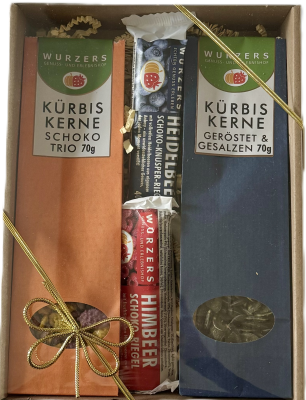 WURZERS
KÜRBIS
KERNE
SCHOKO
TRIO 70g
WURZERS
HEIDELBEER
SCHOKO-KNUSPER-RIEGEL
WURZERS
HIMBEER
SCHOKO-RIEGEL
WURZERS
KÜRBIS
KERNE
GERÖSTET &
GESALZEN 70g